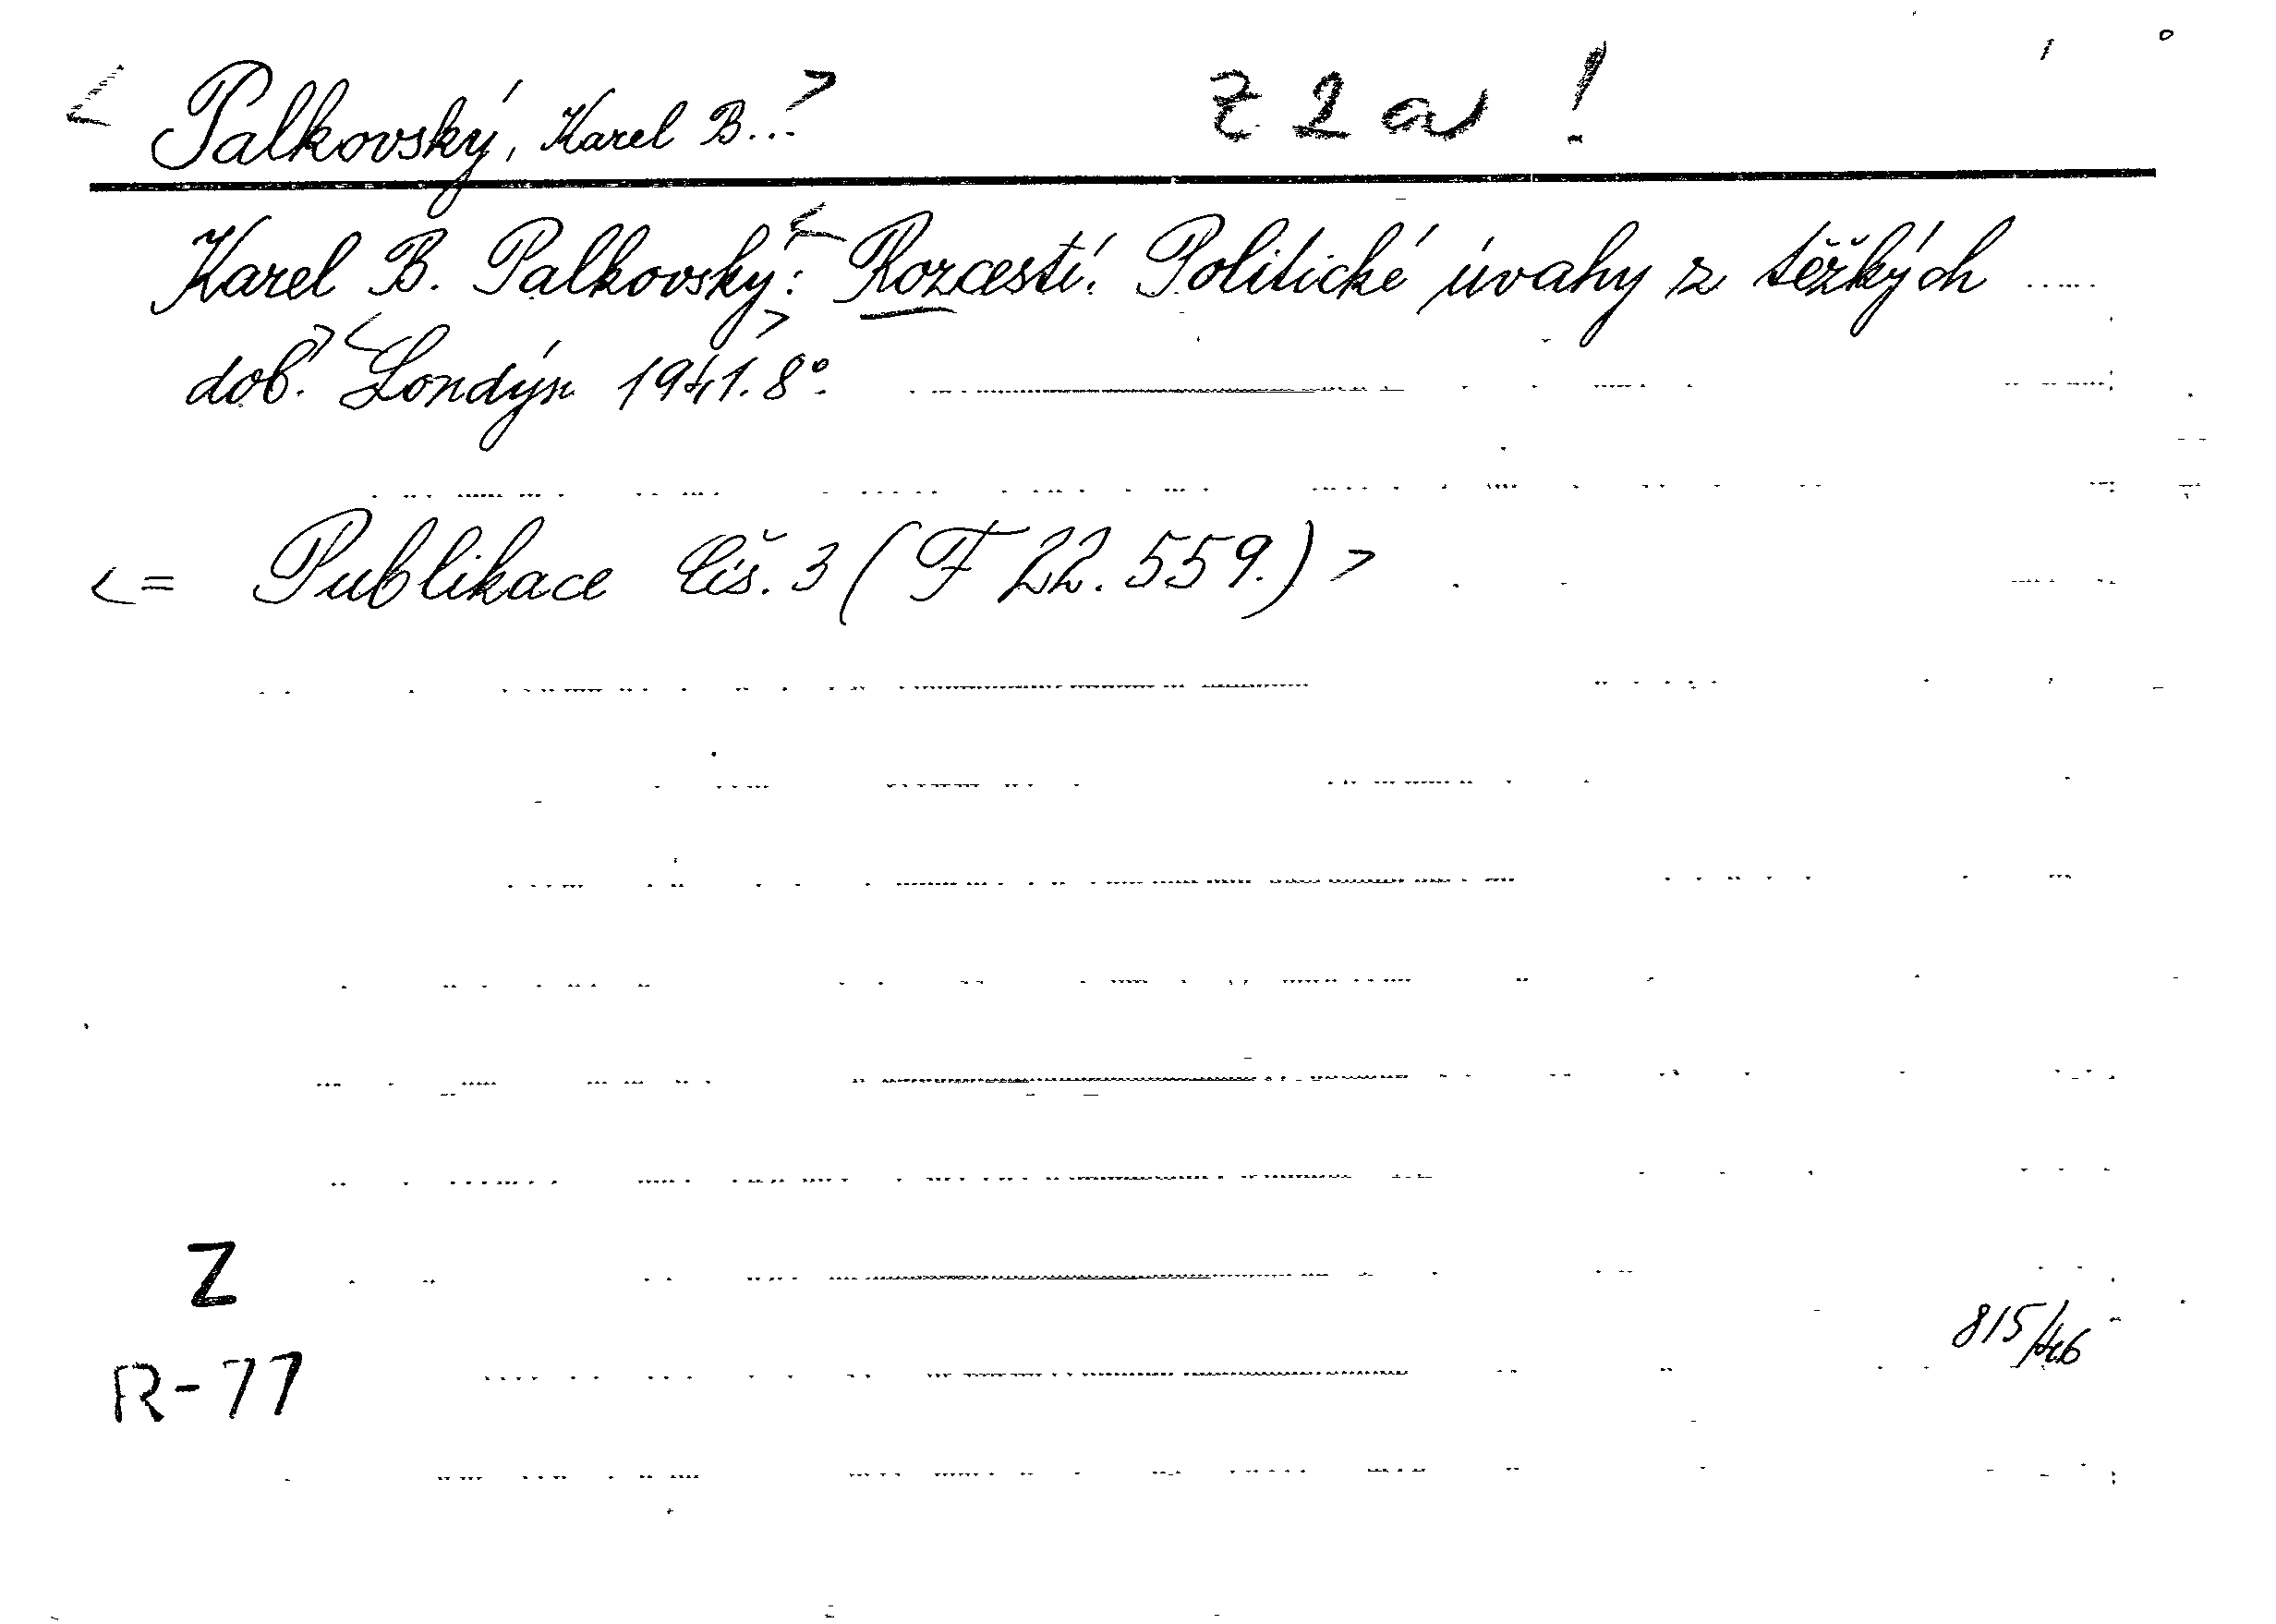 < Palkovský, Karel B...> z 2 a !
Karel B. Palkovský: < Rozcestí. Politické úvahy z těžkých
dob.> < Londýn 1941. 8°. >
<= Publikace čís. 3 (F 22.559.) >
Z
815/46
R-77